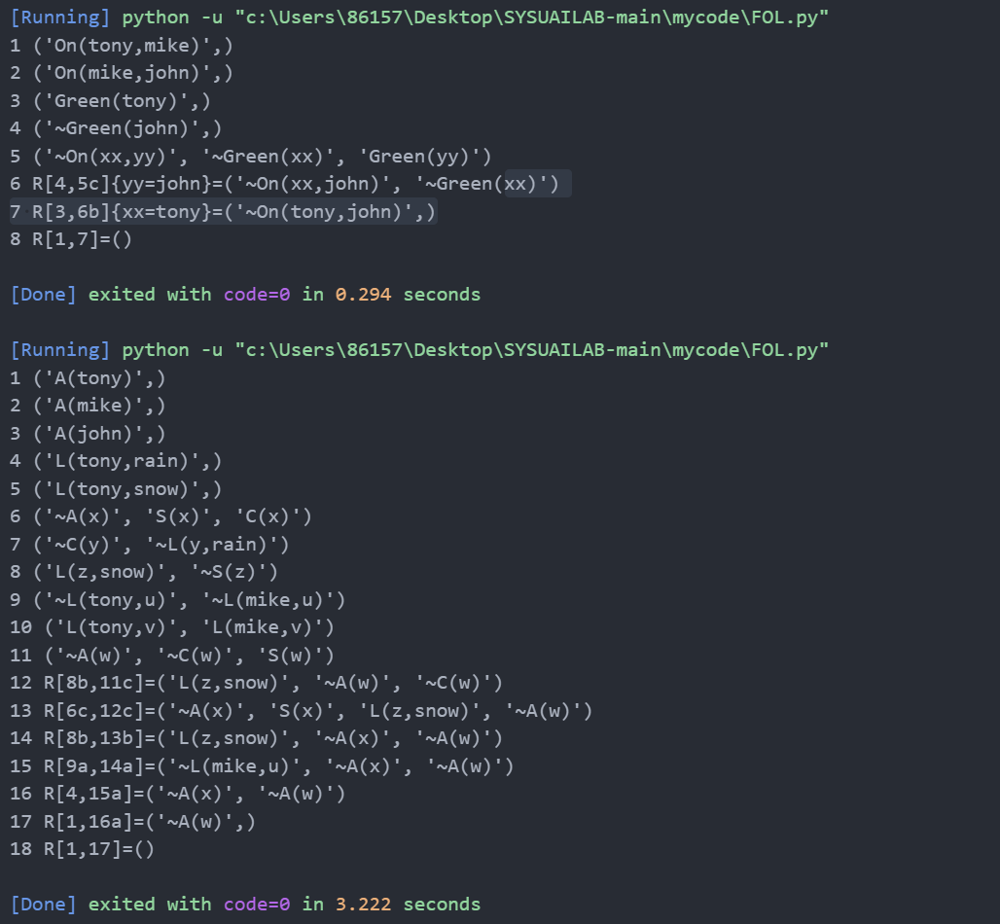 [Running] python -u "c:\Users\86157\Desktop\SYSUAILAB-main\mycode\FOL.py"
1 ('On(tony,mike)',)
2 ('On(mike,john)',)
3 ('Green(tony)',)
4 ('~Green(john)',)
5 ('~On(xx,yy)', '~Green(xx)', 'Green(yy)')
6 R[4,5c]{yy=john}=('~On(xx,john)', '~Green(xx)')
7 R[3,6b]{xx=tony}=('~On(tony,john)',)
8 R[1,7]=()
[Done] exited with code=0 in 0.294 seconds
[Running] python -u "c:\Users\86157\Desktop\SYSUAILAB-main\mycode\FOL.py"
1 ('A(tony)',)
2 ('A(mike)',)
3 ('A(john)',)
4 ('L(tony,rain)',)
5 ('L(tony,snow)',)
6 ('~A(x)', 'S(x)', 'C(x)')
7 ('~C(y)', '~L(y,rain)')
8 ('L(z,snow)', '~S(z)')
9 ('~L(tony,u)', '~L(mike,u)')
10 ('L(tony,v)', 'L(mike,v)')
11 ('~A(w)', '~C(w)', 'S(w)')
12 R[8b,11c]=('L(z,snow)', '~A(w)', '~C(w)')
13 R[6c,12c]=('~A(x)', 'S(x)', 'L(z,snow)', '~A(w)')
14 R[8b,13b]=('L(z,snow)', '~A(x)', '~A(w)')
15 R[9a,14a]=('~L(mike,u)', '~A(x)', '~A(w)')
16 R[4,15a]=('~A(x)', '~A(w)')
17 R[1,16a]=('~A(w)',)
18 R[1,17]=()
[Done] exited with code=0 in 3.222 seconds